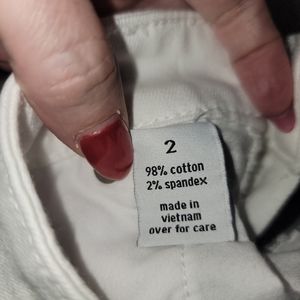 2
98% cotton
2% spandex
made in
vietnam
over for care